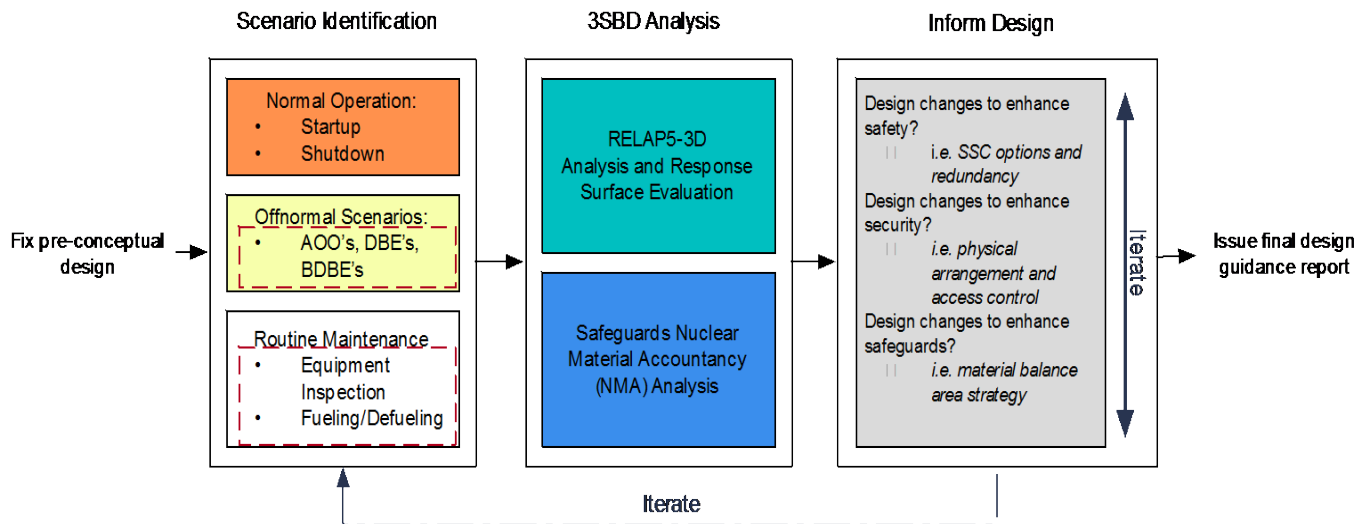 Scenario Identification
3SBD Analysis
Inform Design
Fix pre-conceptual
design
Normal Operation:
• Startup
• Shutdown
Offnormal Scenarios:
• AOO's, DBE's,
BDBE's
Routine Maintenance
• Equipment
Inspection
• Fueling/Defueling
RELAP5-3D
Analysis and Response
Surface Evaluation
Safeguards Nuclear
Material Accountancy
(NMA) Analysis
Design changes to enhance
safety?
i.e. SSC options and
redundancy
Design changes to enhance
security?
i.e. physical
arrangement and
access control
Design changes to enhance
safeguards?
i.e. material balance
area strategy
Iterate
Issue final design
guidance report
Iterate